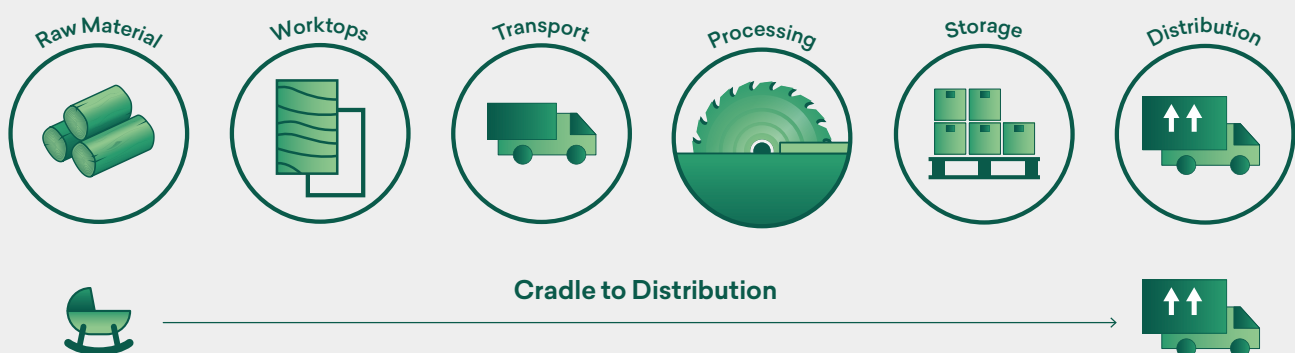 Raw Material
Worktops
Transport
Processing
Storage
Distribution
Cradle to Distribution